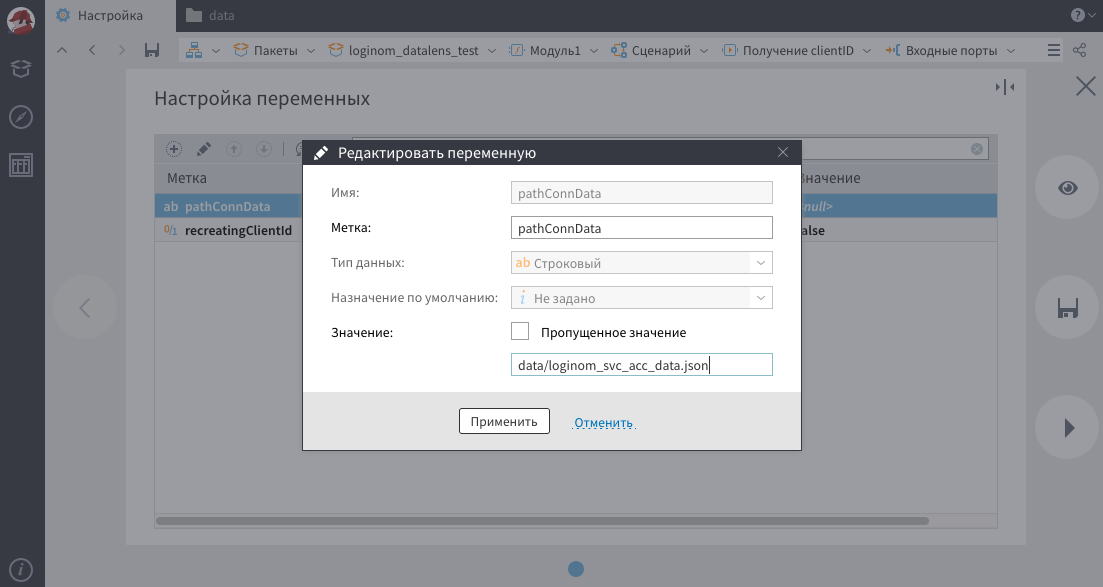 Настройка
data
Пакеты
loginom_datalens_test
Модуль1
Сценарий
Получение clientID
Входные порты
Настройка переменных
Метка
Значение
ab pathConnData
<null>
0/1 recreatingClientId
false
Редактировать переменную
Имя:
pathConnData
Метка:
pathConnData
Тип данных:
ab Строковый
Назначение по умолчанию:
Не задано
Значение:
Пропущенное значение
data/loginom_svc_acc_data.json
Применить
Отменить